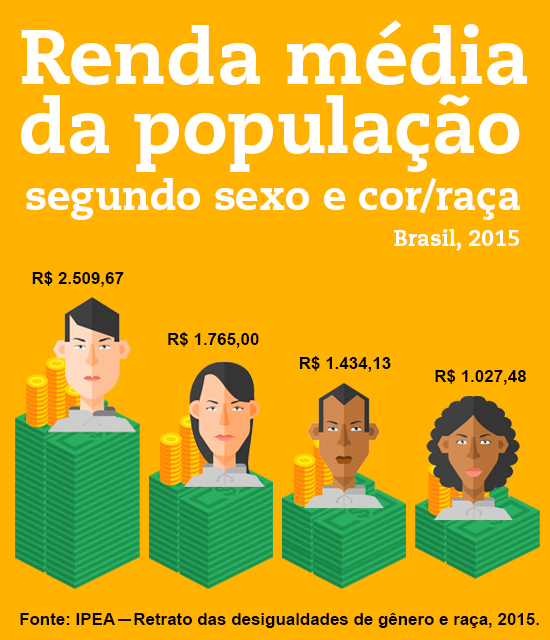 Renda média
da população
segundo sexo e cor/raça
Brasil, 2015
R$ 2.509,67
R$ 1.765,00
R$ 1.434,13
R$ 1.027,48
Fonte: IPEA—Retrato das desigualdades de gênero e raça, 2015.